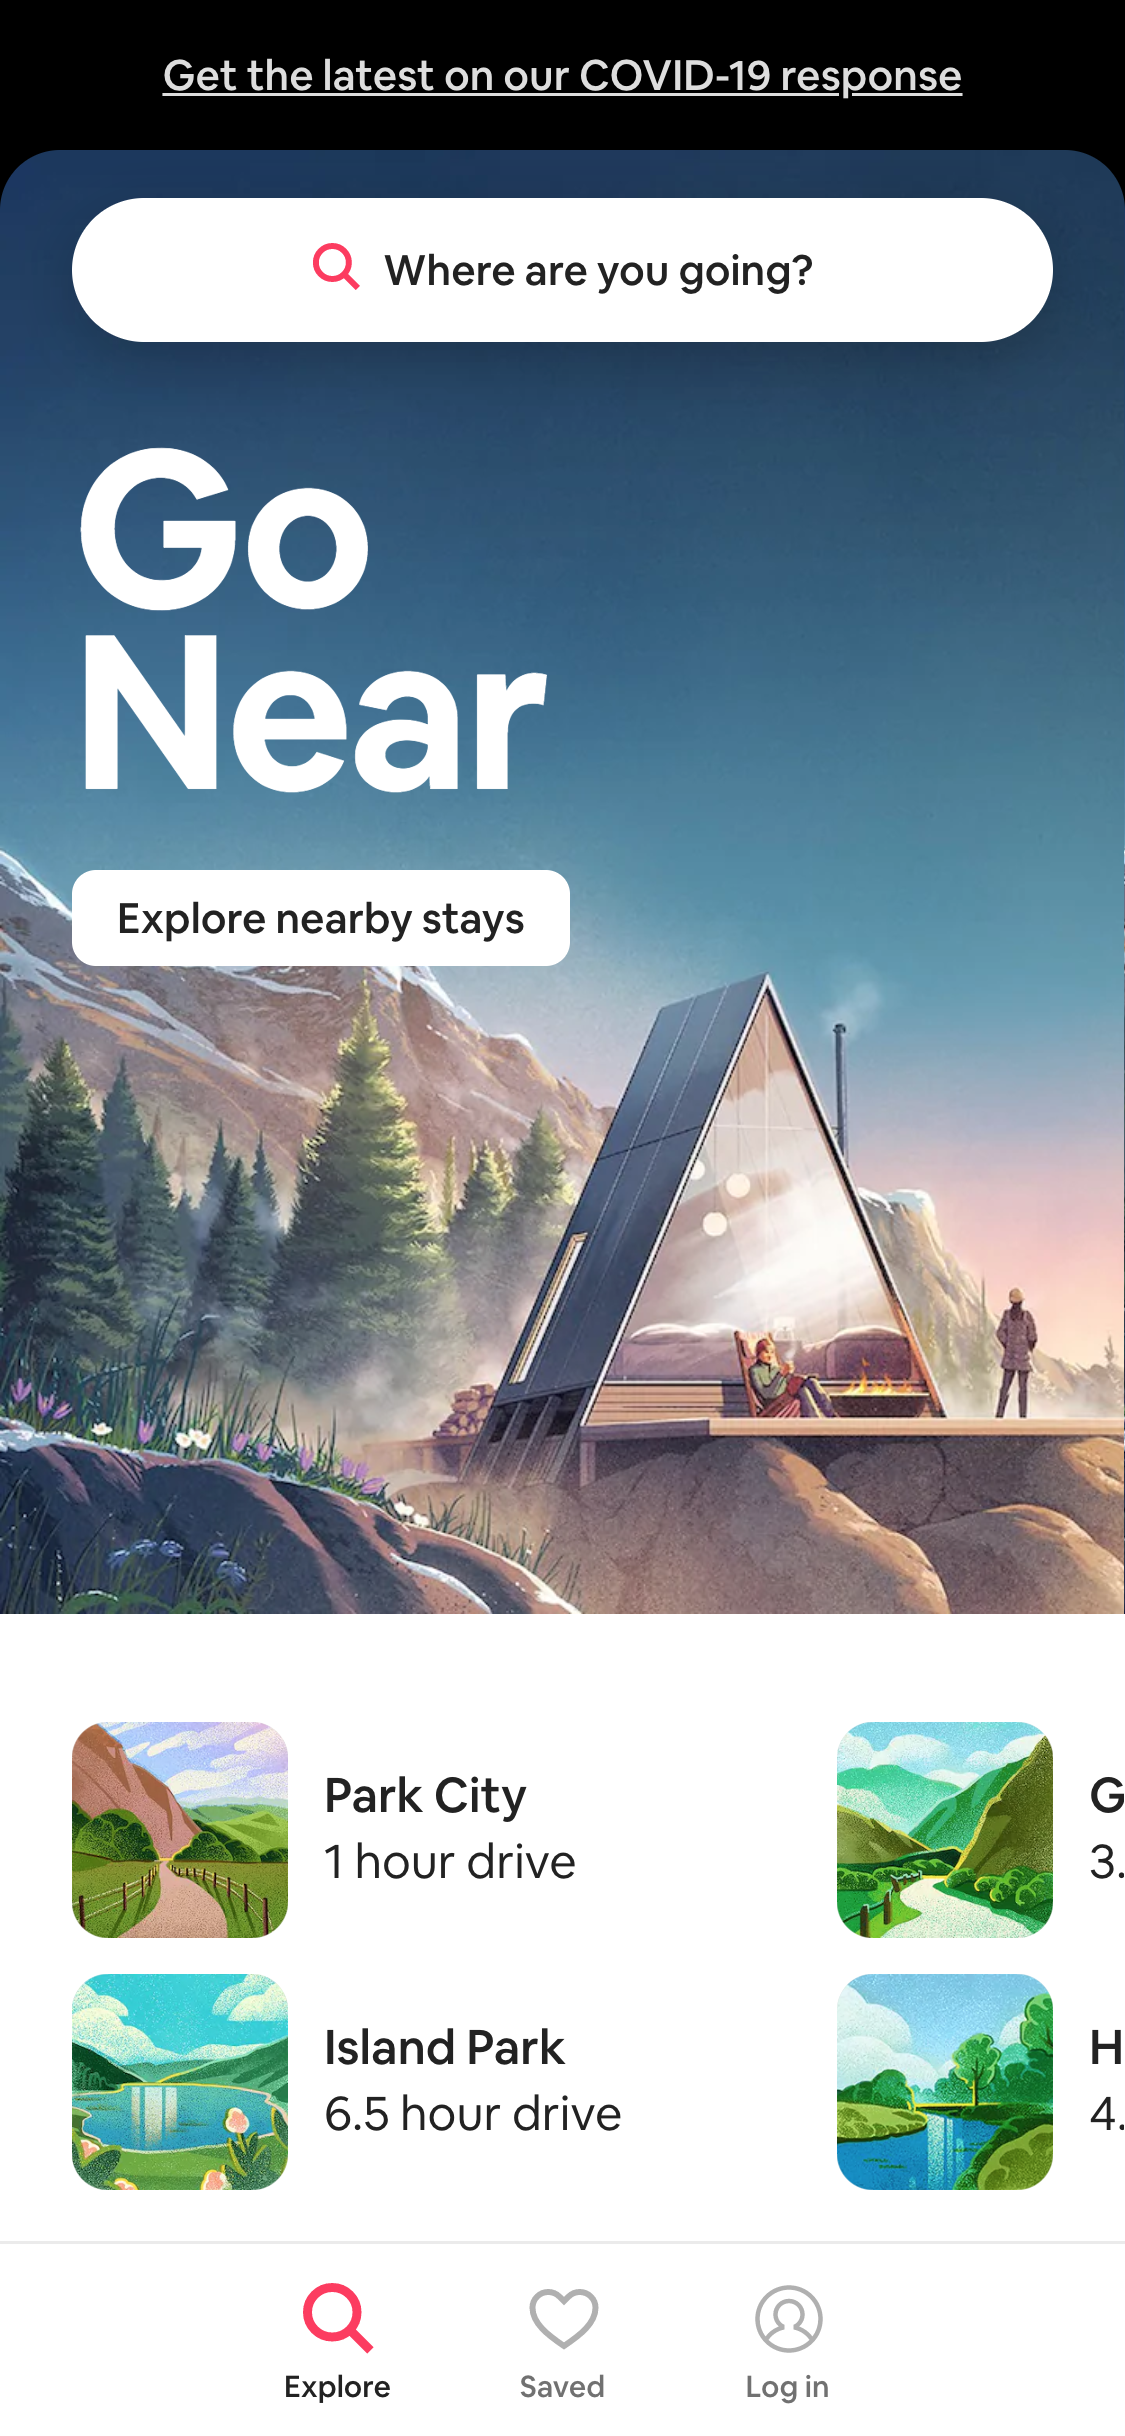 Get the latest on our COVID-19 response
Where are you going?
Go
Near
Explore nearby stays
Park City
1 hour drive
G
3.
Island Park
6.5 hour drive
H
4.
Explore
Saved
Log in